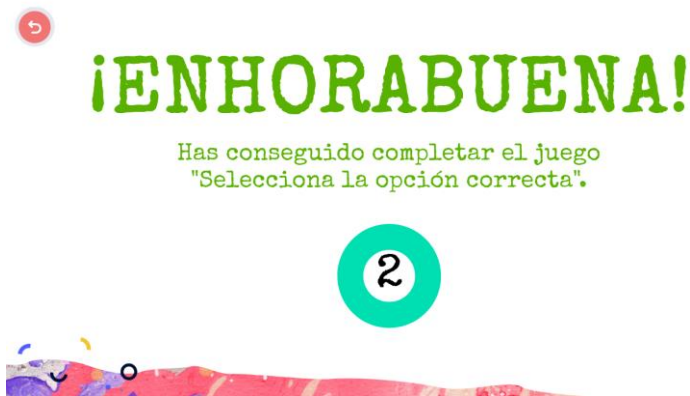 ¡ENHORABUENA!
Has conseguido completar el juego
"Selecciona la opción correcta".
2